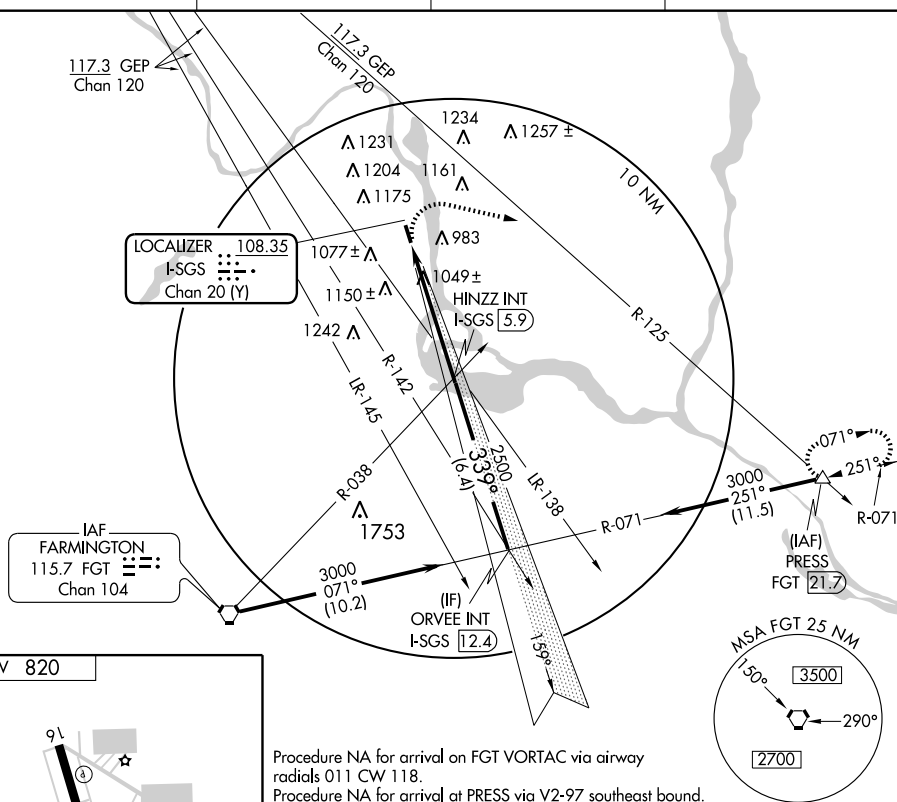 117.3 GEP
Chan 120
117.3 GEP
Chan 120
1234
1257 ±
1231
1204
1161
1175
10 NM
LOCALIZER 108.35
I-SGS
Chan 20 (Y)
1077 ±
983
1049 ±
1150 ±
HINZZ INT
I-SGS 5.9
1242
R-125
R-142
LR-145
071°
251°
2500
339°
(6.4)
LR-138
R-038
3000
251°
(11.5)
R-071
R-071
1753
IAF
FARMINGTON
115.7 FGT
Chan 104
(IAF)
PRESS
FGT 21.7
3000
071°
(10.2)
(IF)
ORVEE INT
I-SGS 12.4
159°
MSA FGT 25 NM
150°
3500
290°
2700
V 820
16
P
Procedure NA for arrival on FGT VORTAC via airway
radials 011 CW 118.
Procedure NA for arrival at PRESS via V2-97 southeast bound.